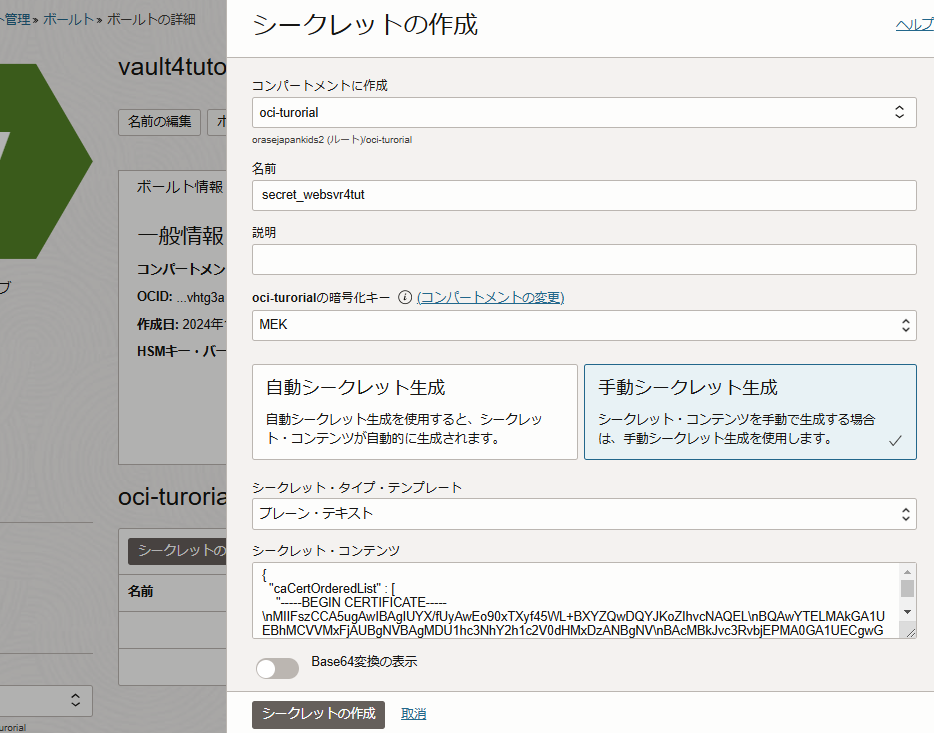 ト管理 » ボールト » ボールトの詳細
vault4tuto
名前の編集
ボールト情報
一般情報
コンパートメン
OCID: ...vhtg3a
作成日: 2024年
HSMキー・バー
oci-turoria
シークレットの
名前
urorial
シークレットの作成
ヘルプ
コンパートメントに作成
oci-turorial
orasejapankids2 (ルート)/oci-turorial
名前
secret_websvr4tut
説明
oci-turorialの暗号化キー (コンパートメントの変更)
MEK
自動シークレット生成
自動シークレット生成を使用すると、シークレッ
ト・コンテンツが自動的に生成されます。
手動シークレット生成
シークレット・コンテンツを手動で生成する場合
は、手動シークレット生成を使用します。
シークレット・タイプ・テンプレート
プレーン・テキスト
シークレット・コンテンツ
{
"caCertOrderedList" : [
"-----BEGIN CERTIFICATE-----
\nMIIFszCCA5ugAwIBAgIUYX/fUyAwEo90xTXyf45WL+BXYZQwDQYJKoZIhvcNAQEL\nBQAwYTELMAkGA1U
EBhMCVVMxFjAUBgNVBAgMDU1hc3NhY2h1c2V0dHMxDzANBgNV\nBAcMBkJvc3RvbjEPMA0GA1UECgwG
Base64変換の表示
シークレットの作成
取消